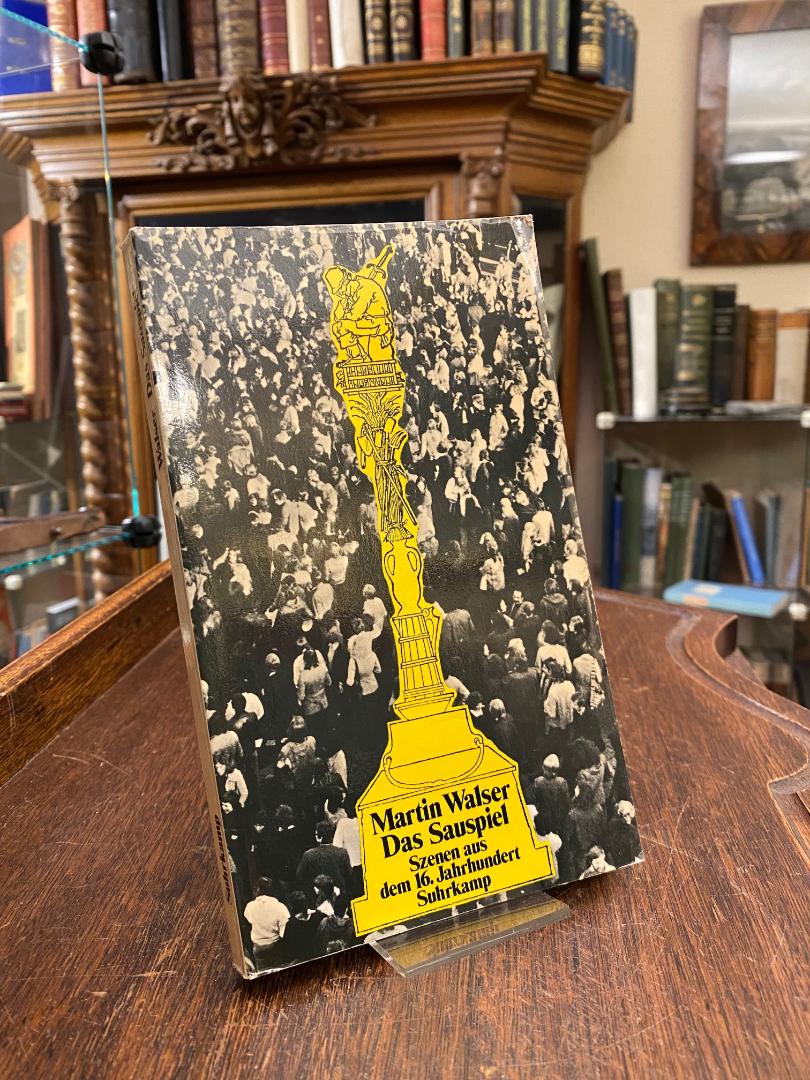 Martin Walser
Das Sauspiel
Szenen aus
dem 16. Jahrhundert
Suhrkamp